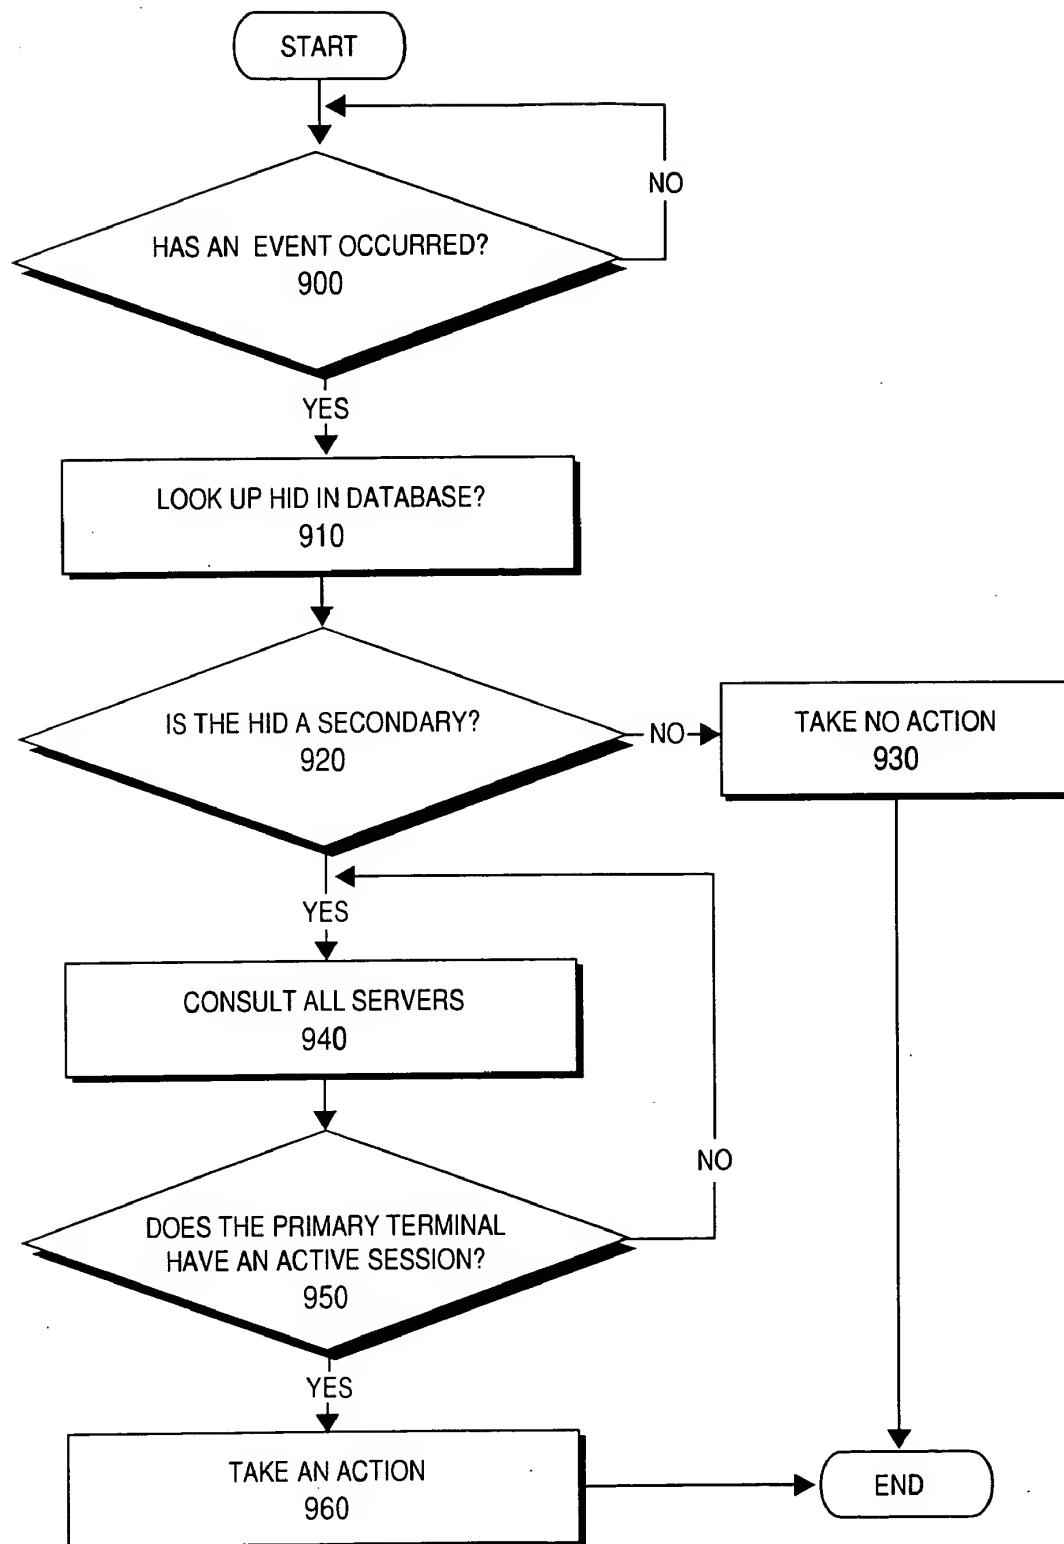 START
NO
HAS AN EVENT OCCURRED?
900
YES
LOOK UP HID IN DATABASE?
910
IS THE HID A SECONDARY?
920
NO
TAKE NO ACTION
930
YES
CONSULT ALL SERVERS
940
NO
DOES THE PRIMARY TERMINAL
HAVE AN ACTIVE SESSION?
950
YES
TAKE AN ACTION
960
END